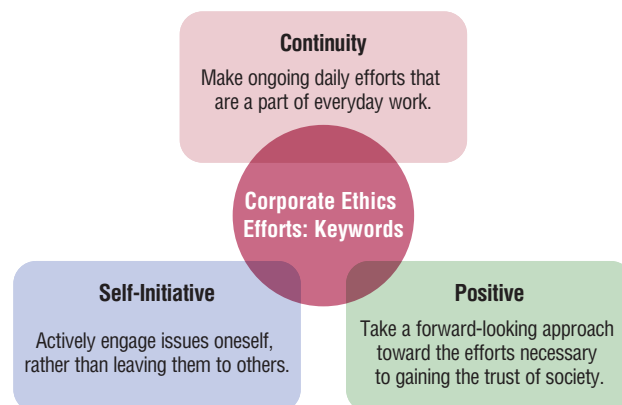 Continuity
Make ongoing daily efforts that
are a part of everyday work.
Corporate Ethics
Efforts: Keywords
Self-Initiative
Actively engage issues oneself,
rather than leaving them to others.
Positive
Take a forward-looking approach
toward the efforts necessary
to gaining the trust of society.